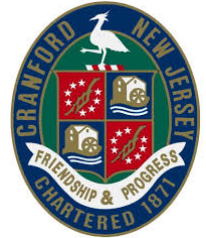 CRANFORD NEW JERSEY
FRIENDSHIP & PROGRESS
CHARTERED 1871